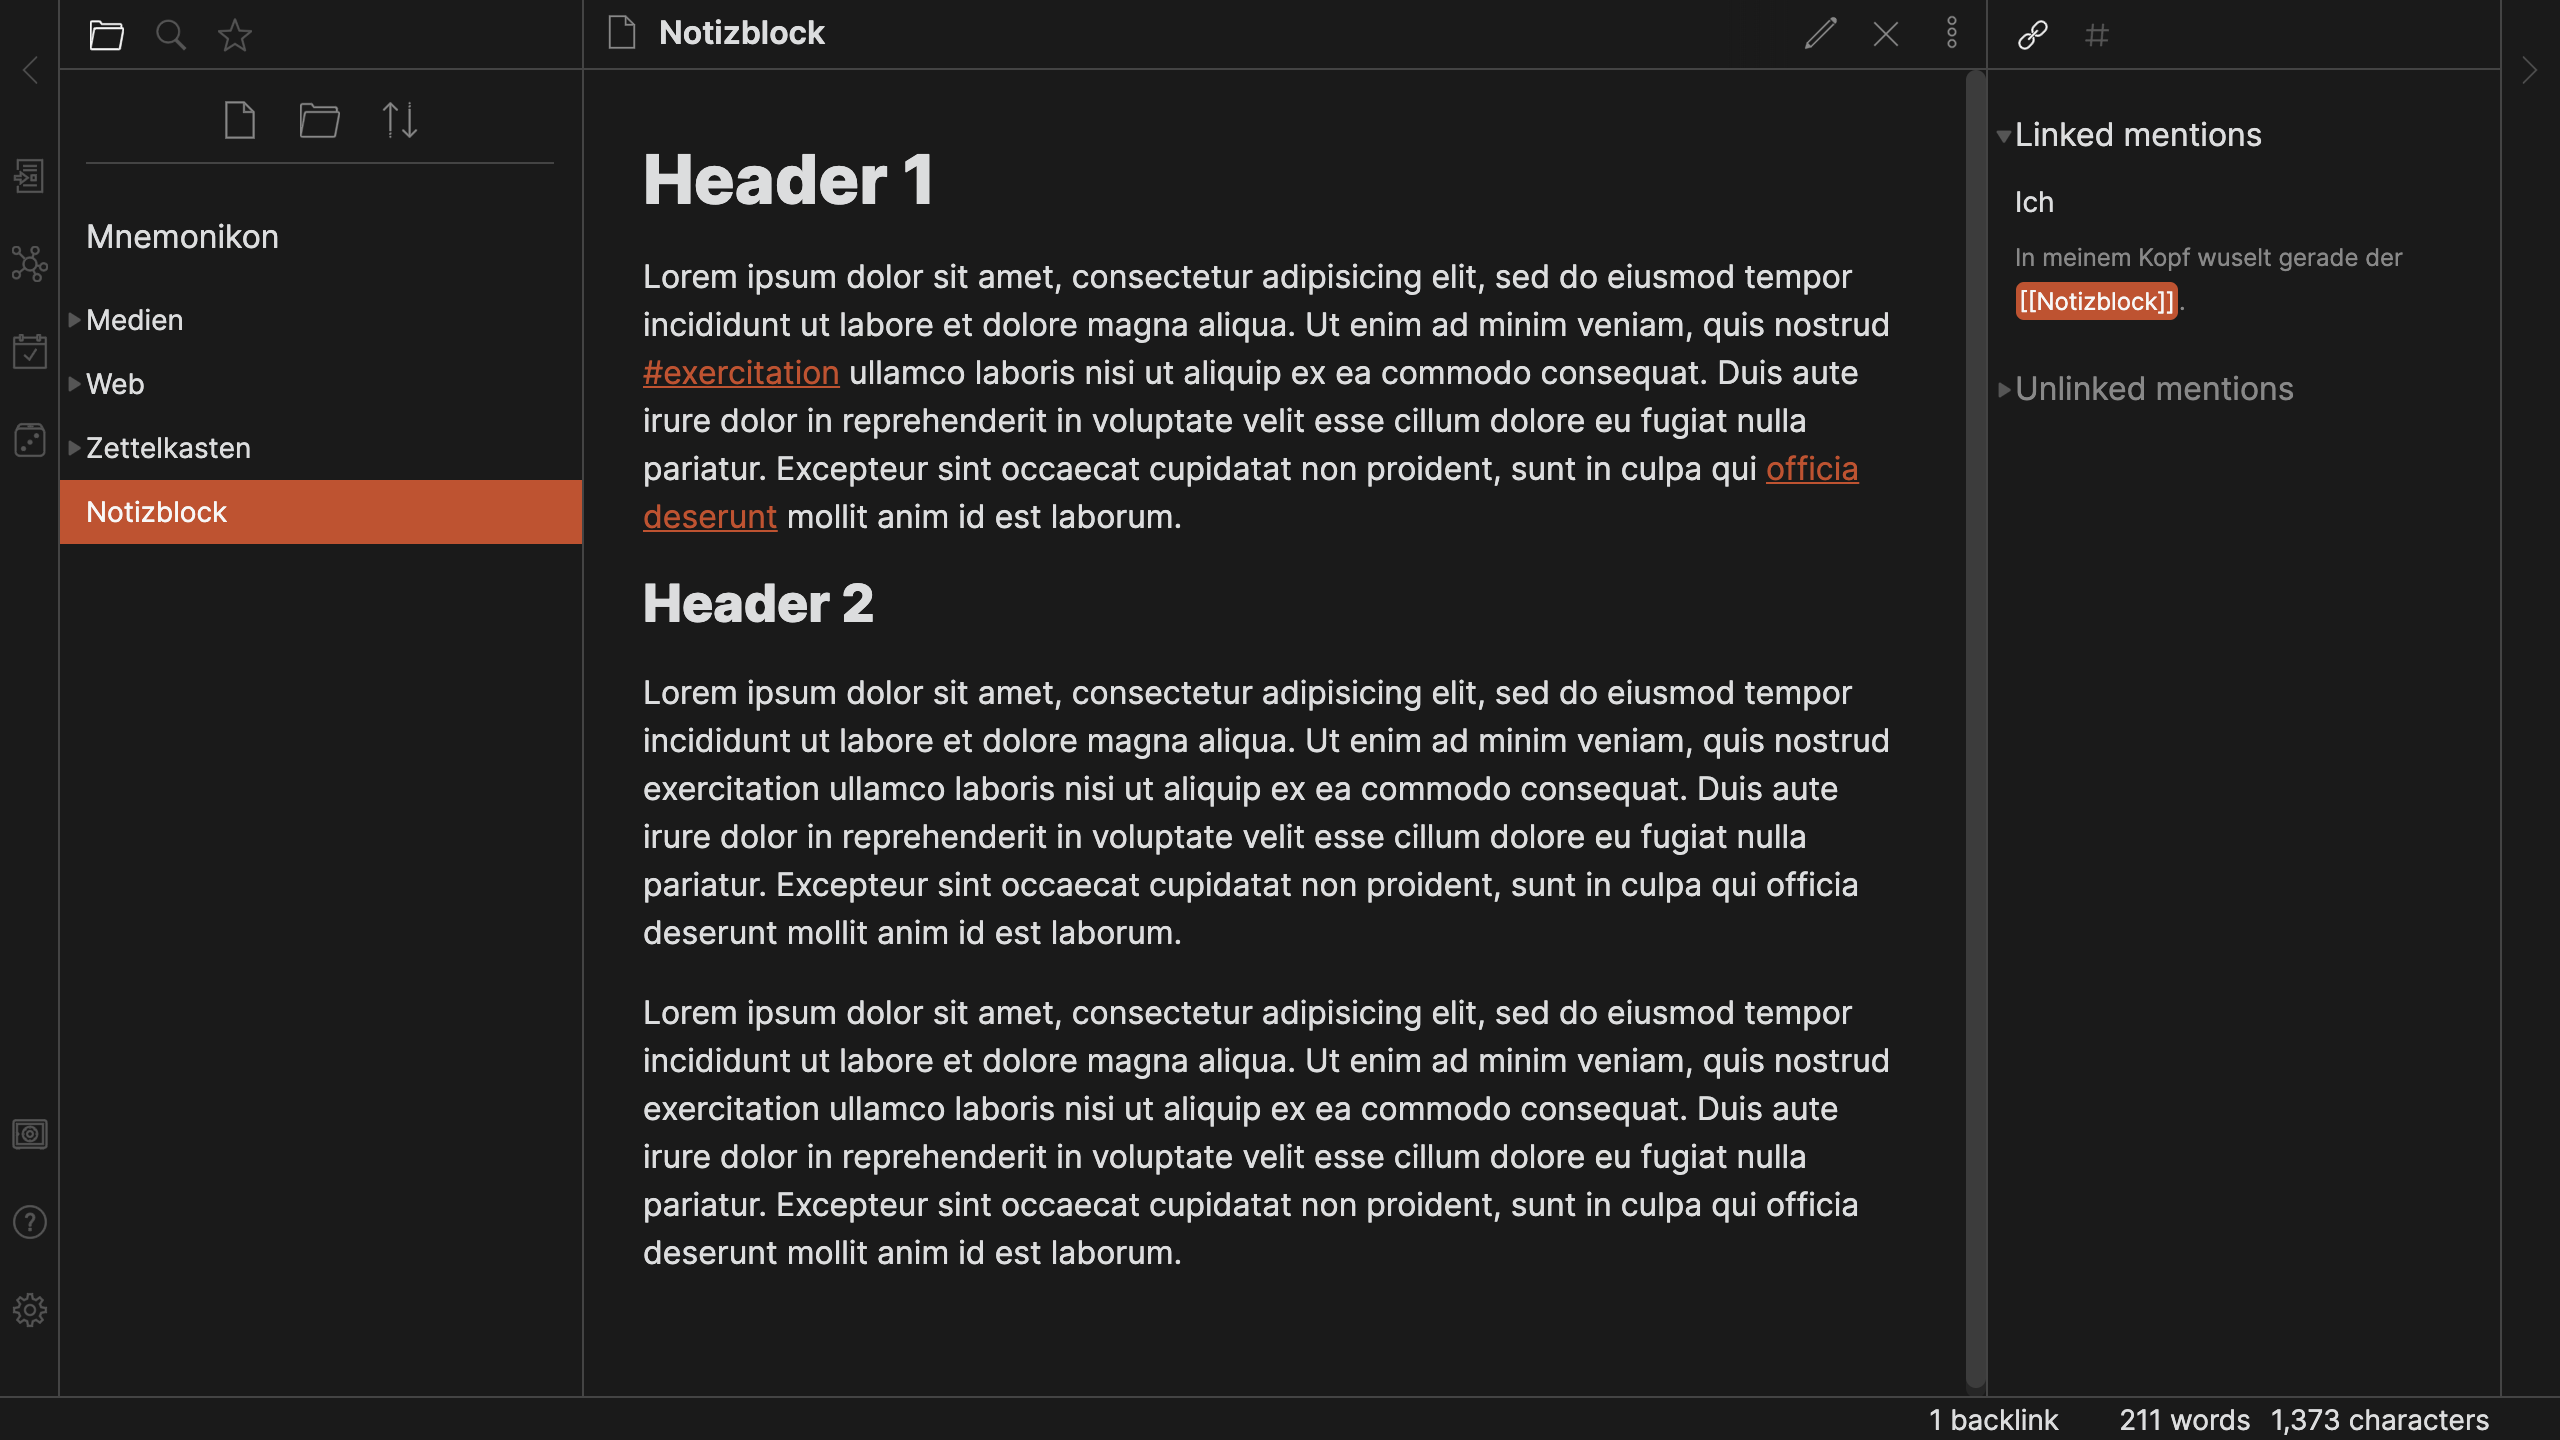 Notizblock
Mnemonikon
Medien
Web
Zettelkasten
Notizblock
Header 1
Lorem ipsum dolor sit amet, consectetur adipisicing elit, sed do eiusmod tempor
incididunt ut labore et dolore magna aliqua. Ut enim ad minim veniam, quis nostrud
#exercitation ullamco laboris nisi ut aliquip ex ea commodo consequat. Duis aute
irure dolor in reprehenderit in voluptate velit esse cillum dolore eu fugiat nulla
pariatur. Excepteur sint occaecat cupidatat non proident, sunt in culpa qui officia
deserunt mollit anim id est laborum.
Header 2
Lorem ipsum dolor sit amet, consectetur adipisicing elit, sed do eiusmod tempor
incididunt ut labore et dolore magna aliqua. Ut enim ad minim veniam, quis nostrud
exercitation ullamco laboris nisi ut aliquip ex ea commodo consequat. Duis aute
irure dolor in reprehenderit in voluptate velit esse cillum dolore eu fugiat nulla
pariatur. Excepteur sint occaecat cupidatat non proident, sunt in culpa qui officia
deserunt mollit anim id est laborum.
Lorem ipsum dolor sit amet, consectetur adipisicing elit, sed do eiusmod tempor
incididunt ut labore et dolore magna aliqua. Ut enim ad minim veniam, quis nostrud
exercitation ullamco laboris nisi ut aliquip ex ea commodo consequat. Duis aute
irure dolor in reprehenderit in voluptate velit esse cillum dolore eu fugiat nulla
pariatur. Excepteur sint occaecat cupidatat non proident, sunt in culpa qui officia
deserunt mollit anim id est laborum.
Linked mentions
Ich
In meinem Kopf wuselt gerade der
[[Notizblock]].
Unlinked mentions
1 backlink 211 words 1,373 characters